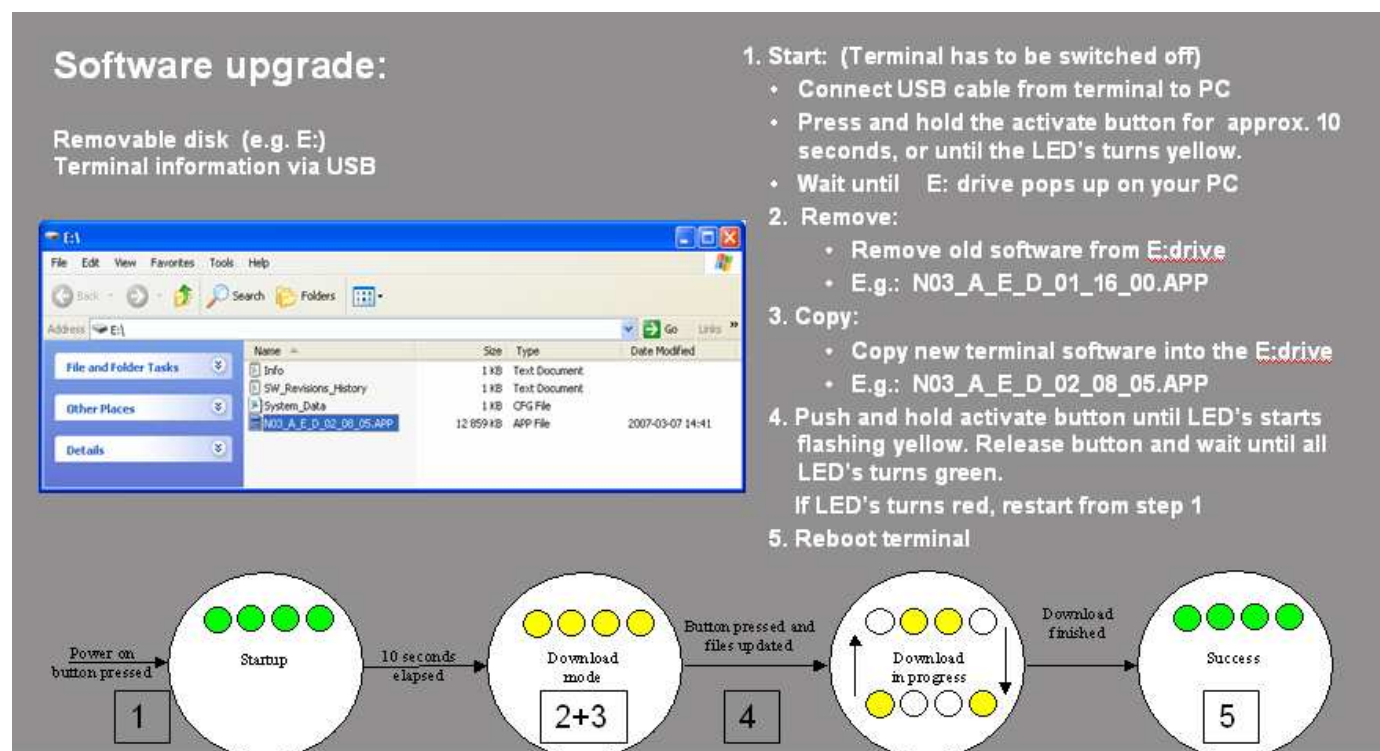 Software upgrade:
Removable disk (e.g. E:)
Terminal information via USB
E:\
File Edit View Favorites Tools Help
Back Search Folders
Address E:\ Go Links »
File and Folder Tasks
Other Places
Details
Name Size Type Date Modified
Info 1 KB Text Document
SW_Revisions_History 1 KB Text Document
System_Data 1 KB CFG File
N03_A_E_D_02_08_05.APP 12 859 KB APP File 2007-03-07 14:41
1. Start: (Terminal has to be switched off)
• Connect USB cable from terminal to PC
• Press and hold the activate button for approx. 10
seconds, or until the LED's turns yellow.
• Wait until E: drive pops up on your PC
2. Remove:
• Remove old software from E:drive
• E.g.: N03_A_E_D_01_16_00.APP
3. Copy:
• Copy new terminal software into the E:drive
• E.g.: N03_A_E_D_02_08_05.APP
4. Push and hold activate button until LED's starts
flashing yellow. Release button and wait until all
LED's turns green.
If LED's turns red, restart from step 1
5. Reboot terminal
Power on
button pressed
1
Startup
10 seconds
elapsed
Download
mode
2+3
Button pressed and
files updated
4
Download
in progress
Download
finished
Success
5